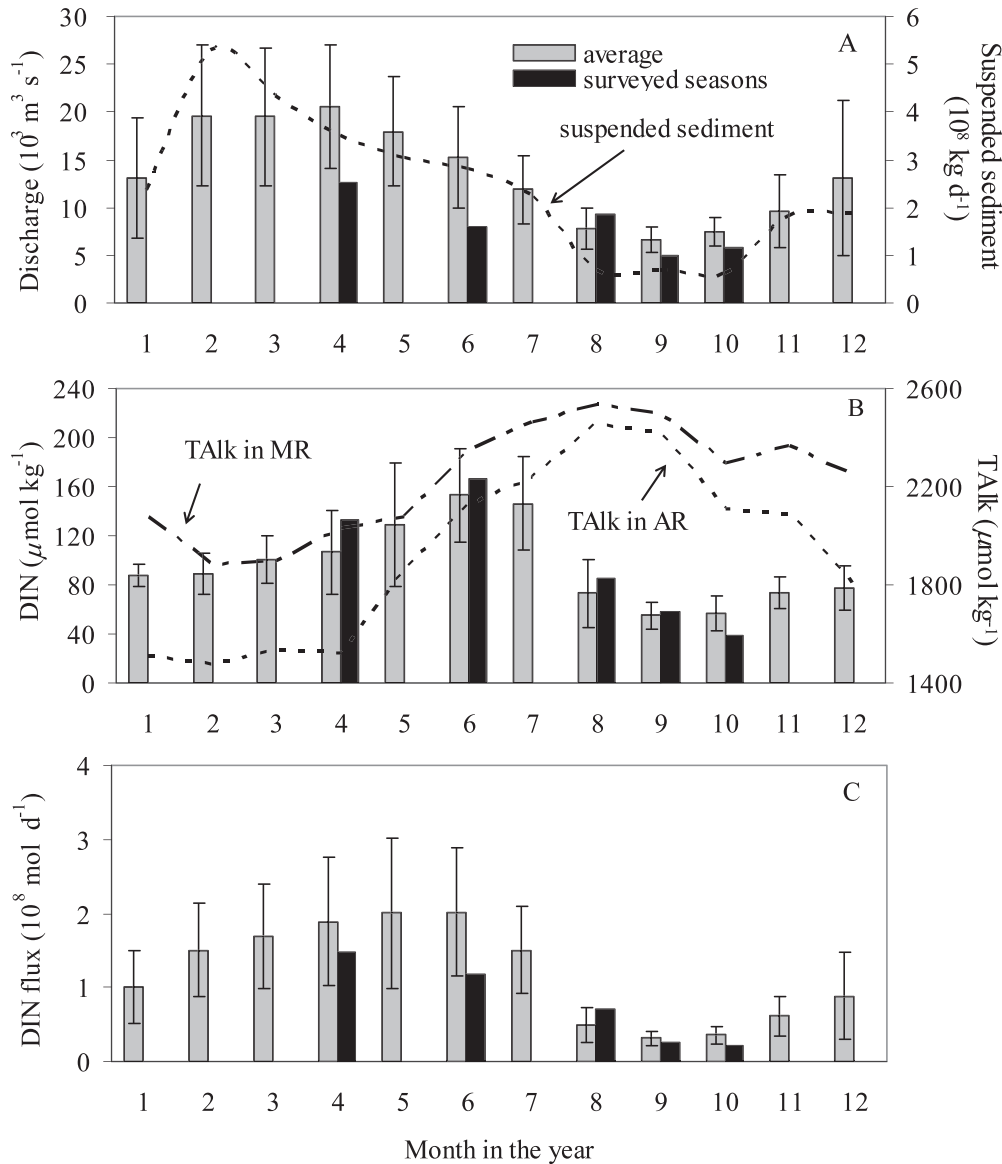 30
25
20
15
10
5
0
Discharge (10³ m³ s⁻¹)
A
average
surveyed seasons
suspended sediment
6
5
4
3
2
1
0
Suspended sediment
(10⁸ kg d⁻¹)
1 2 3 4 5 6 7 8 9 10 11 12
240
200
160
120
80
40
0
DIN (μmol kg⁻¹)
B
TAlk in MR
TAlk in AR
2600
2200
1800
1400
TAlk (μmol kg⁻¹)
1 2 3 4 5 6 7 8 9 10 11 12
4
3
2
1
0
DIN flux (10⁸ mol d⁻¹)
C
1 2 3 4 5 6 7 8 9 10 11 12
Month in the year